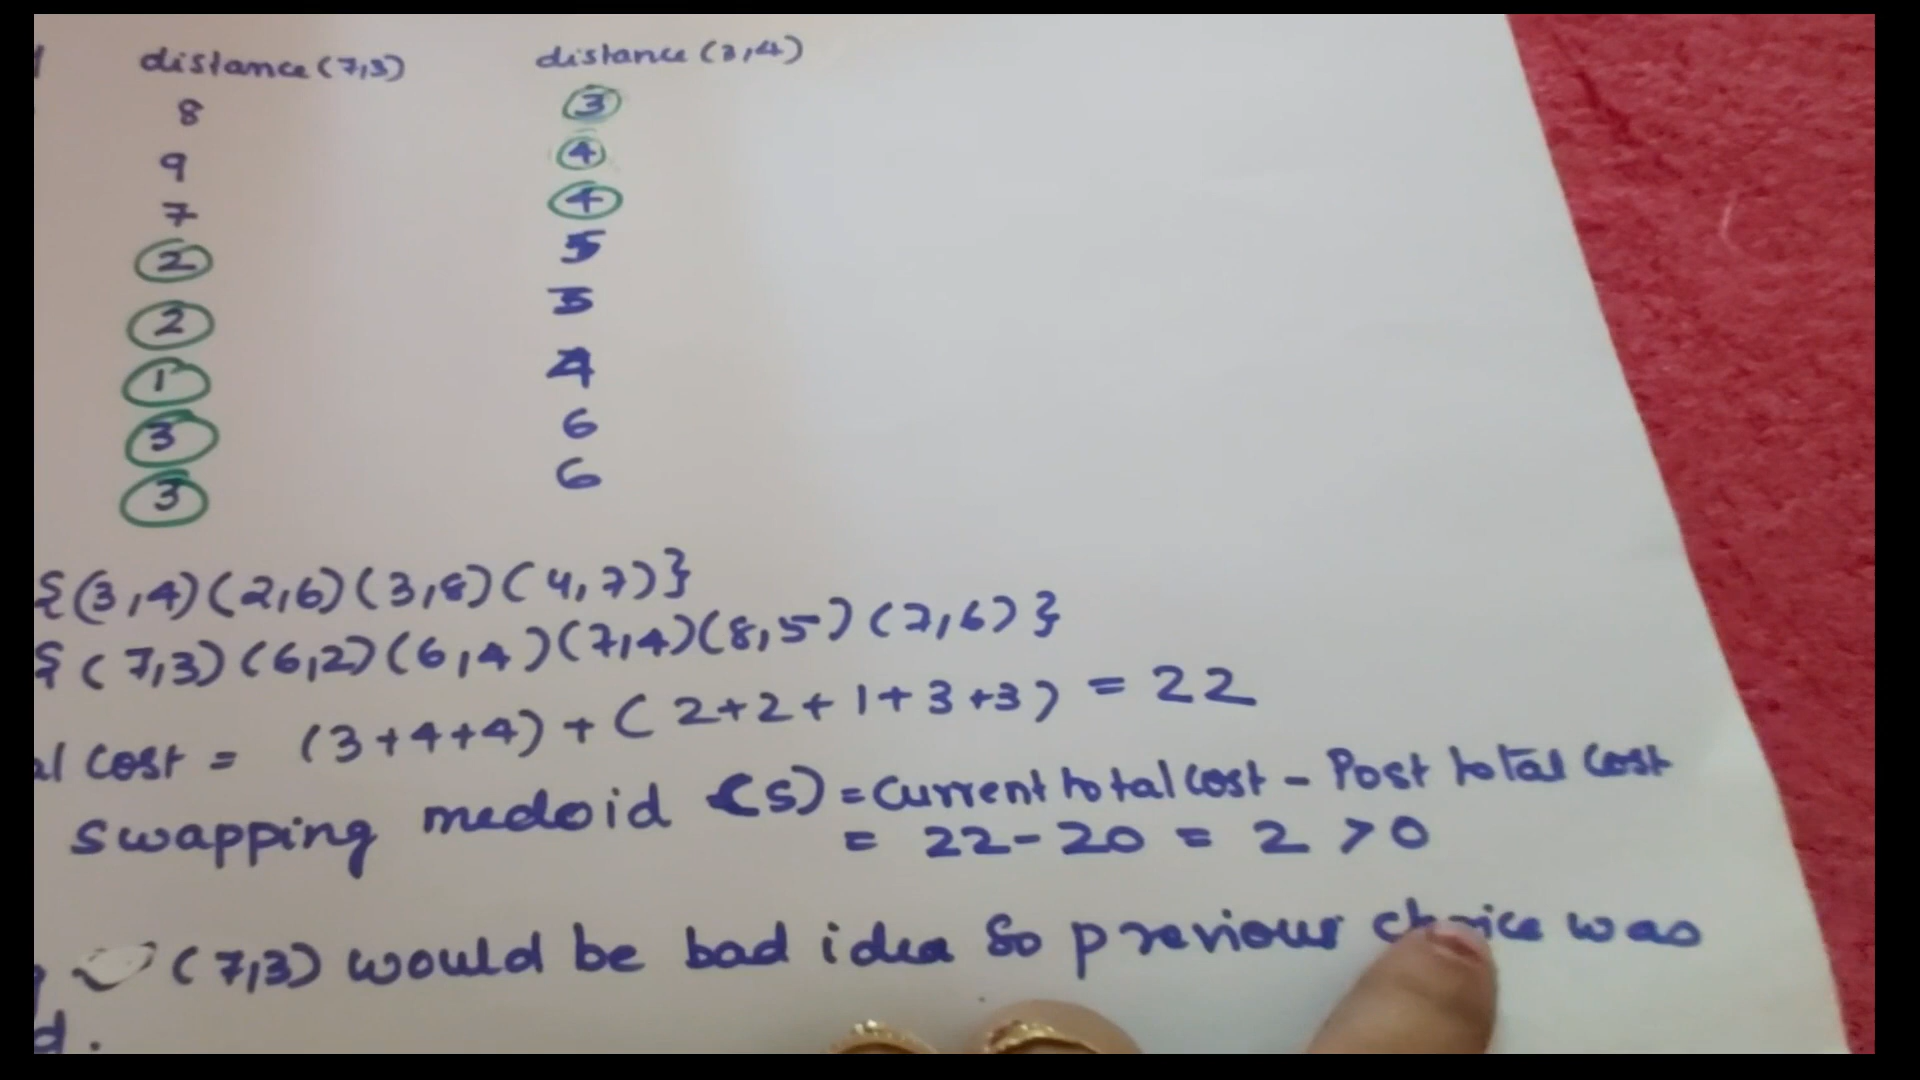 distance (7,3) distance (3,4)
8 3
9 4
7 4
2 5
2 5
1 4
3 6
3 6
{(3,4)(2,6)(3,8)(4,7)}
{(7,3)(6,2)(6,4)(7,4)(8,5)(7,6)}
al cost = (3+4+4)+(2+2+1+3+3) = 22
swapping medoid (s) = current total cost - Post total cost
= 22-20 = 2 >0
(7,3) would be bad idea so previous choice was
d.